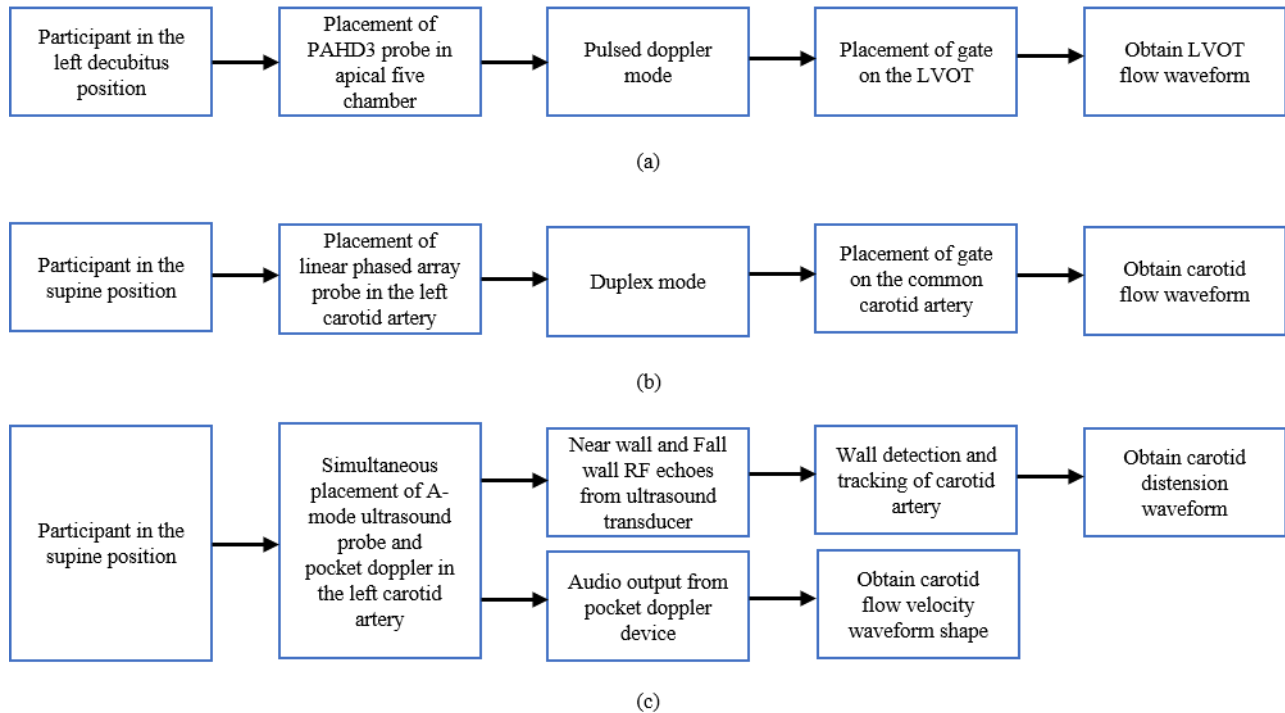 Participant in the
left decubitus
position
Placement of
PAHD3 probe in
apical five
chamber
Pulsed doppler
mode
Placement of gate
on the LVOT
Obtain LVOT
flow waveform
(a)
Participant in the
supine position
Placement of
linear phased array
probe in the left
carotid artery
Duplex mode
Placement of gate
on the common
carotid artery
Obtain carotid
flow waveform
(b)
Participant in the
supine position
Simultaneous
placement of A-
mode ultrasound
probe and
pocket doppler in
the left carotid
artery
Near wall and Fall
wall RF echoes
from ultrasound
transducer
Wall detection and
tracking of carotid
artery
Obtain carotid
distension
waveform
Audio output from
pocket doppler
device
Obtain carotid
flow velocity
waveform shape
(c)